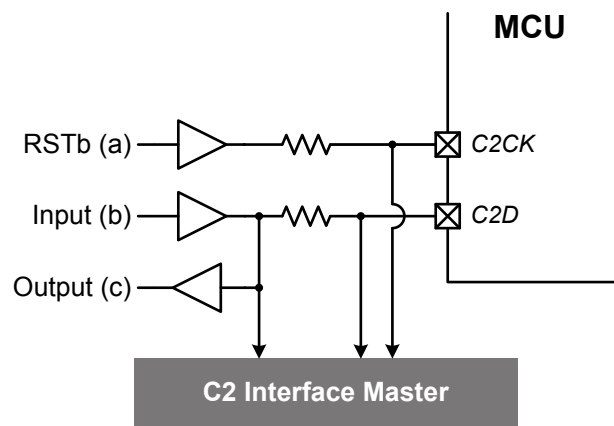 MCU
RSTb (a)
C2CK
Input (b)
C2D
Output (c)
C2 Interface Master